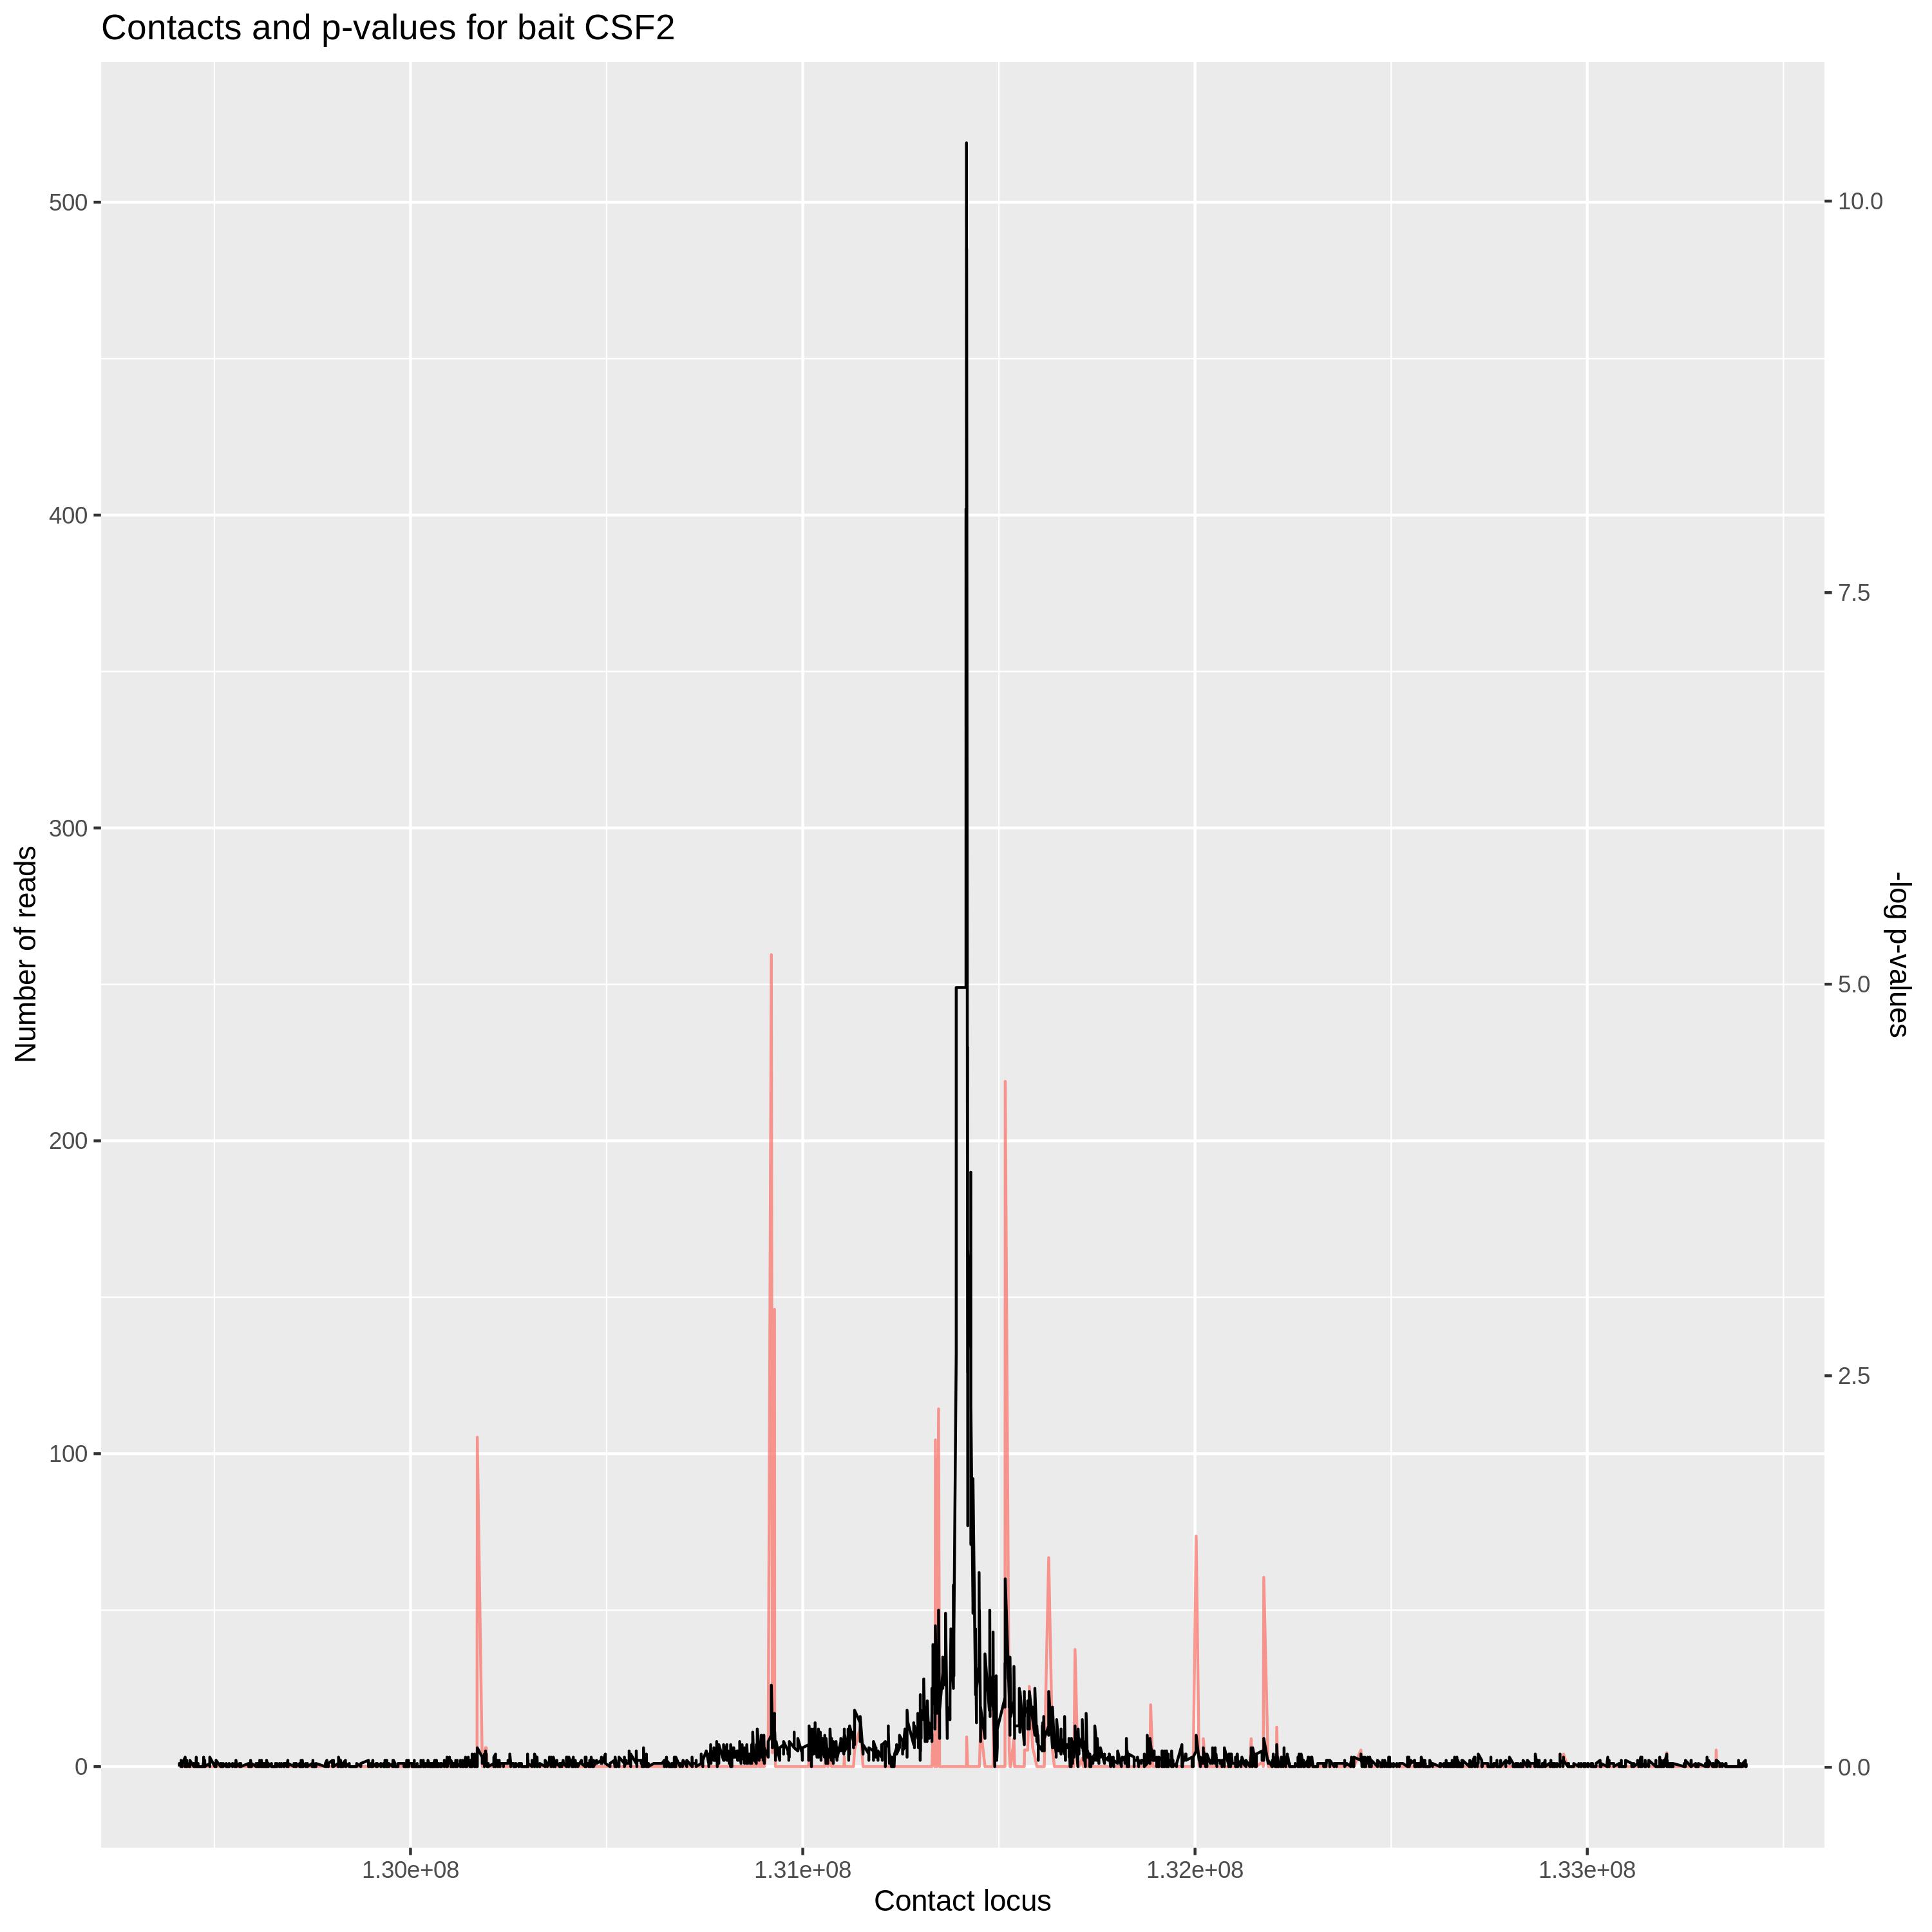 Contacts and p-values for bait CSF2
Number of reads
500
400
300
200
100
0
10.0
7.5
5.0
2.5
0.0
-log p-values
1.30e+08
1.31e+08
1.32e+08
1.33e+08
Contact locus